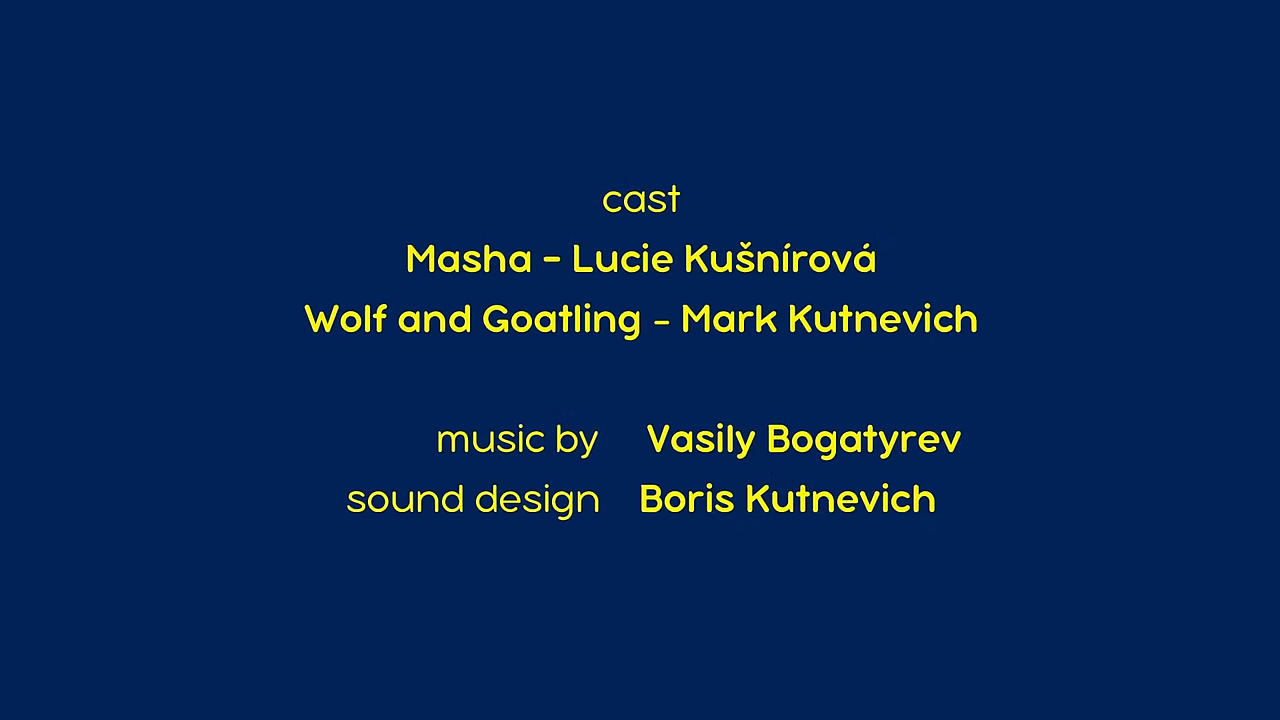 cast
Masha - Lucie Kušnírová
Wolf and Goatling - Mark Kutnevich
music by Vasily Bogatyrev
sound design Boris Kutnevich